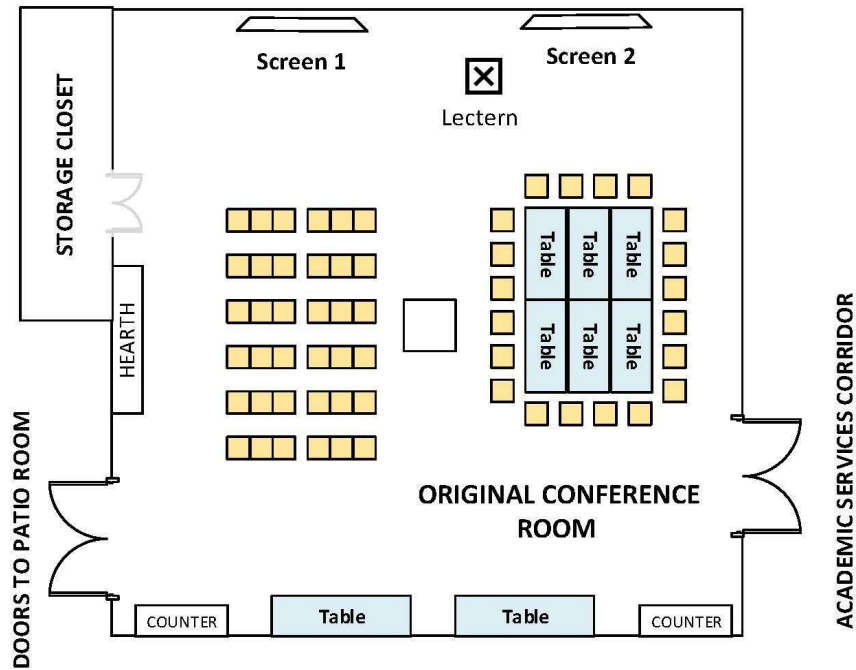 Screen 1
Screen 2
Lectern
STORAGE CLOSET
HEARTH
Table
Table
Table
Table
Table
Table
DOORS TO PATIO ROOM
ACADEMIC SERVICES CORRIDOR
ORIGINAL CONFERENCE
ROOM
COUNTER
Table
Table
COUNTER